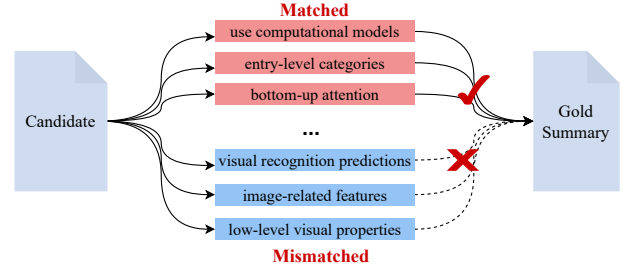 Matched
use computational models
entry-level categories
bottom-up attention
Candidate
...
Gold
Summary
visual recognition predictions
image-related features
low-level visual properties
Mismatched